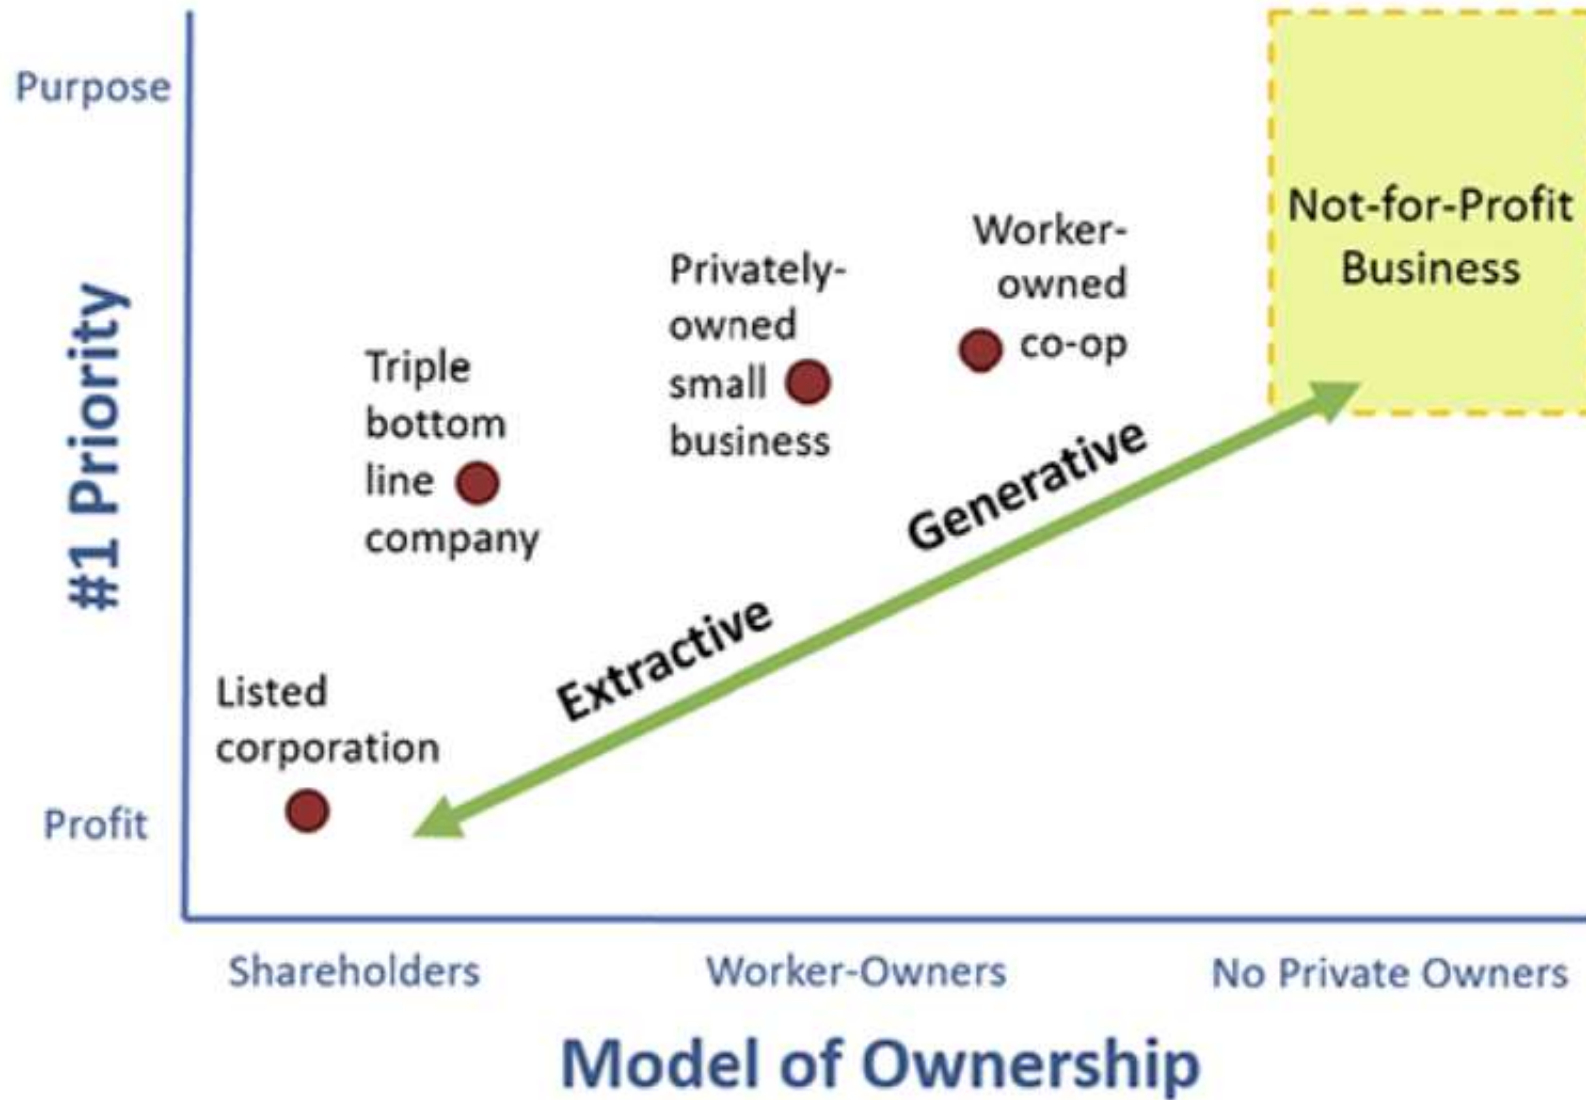 Purpose
Not-for-Profit
Business
Worker-
owned
co-op
Privately-
owned
small
business
Triple
bottom
line
company
#1 Priority
Generative
Extractive
Listed
corporation
Profit
Shareholders
Worker-Owners
No Private Owners
Model of Ownership